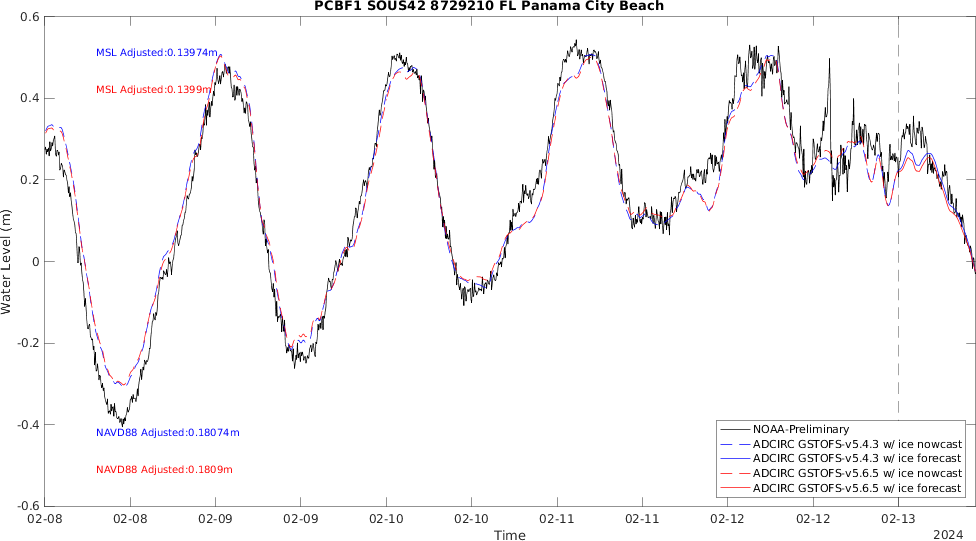 PCBF1 SOUS42 8729210 FL Panama City Beach
0.6
MSL Adjusted:0.13974m
MSL Adjusted:0.1399m
0.4
0.2
0
-0.2
-0.4
-0.6
Water Level (m)
NAVD88 Adjusted:0.18074m
NAVD88 Adjusted:0.1809m
NOAA-Preliminary
ADCIRC GSTOFS-v5.4.3 w/ ice nowcast
ADCIRC GSTOFS-v5.4.3 w/ ice forecast
ADCIRC GSTOFS-v5.6.5 w/ ice nowcast
ADCIRC GSTOFS-v5.6.5 w/ ice forecast
02-08 02-08 02-09 02-09 02-10 02-10 02-11 02-11 02-12 02-12 02-13
Time
2024